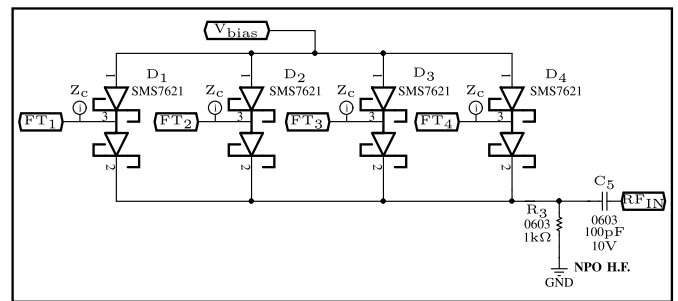 Vbias
D1
SMS7621
D2
SMS7621
D3
SMS7621
D4
SMS7621
1
1
1
1
Zc
i
Zc
i
Zc
i
Zc
i
FT1
3
FT2
3
FT3
3
FT4
3
2
2
2
2
R3
0603
1kΩ
C5
0603
100pF
10V
RFIN
NPO H.F.
GND